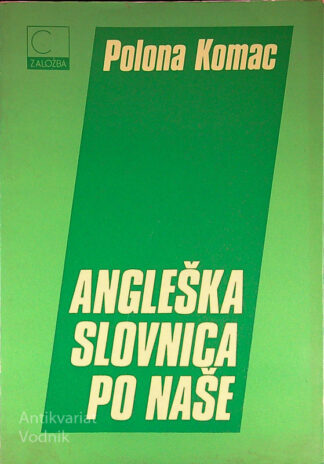 C
ZALOŽBA
Polona Komac
ANGLEŠKA
SLOVNICA
PO NAŠE
Antikvariat
Vodnik